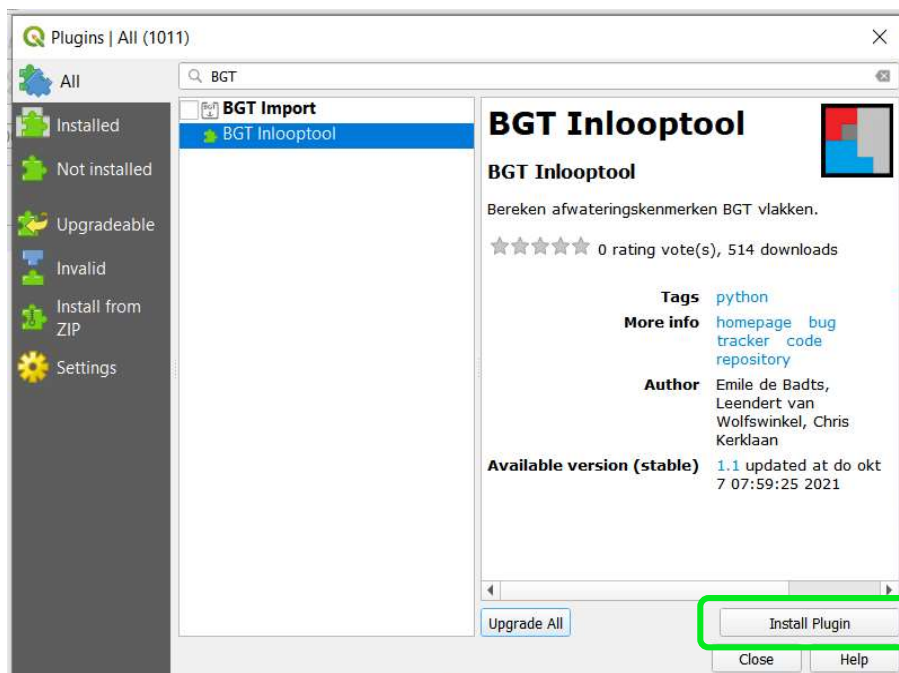 Plugins | All (1011)
All
Installed
Not installed
Upgradeable
Invalid
Install from
ZIP
Settings
BGT
BGT Import
BGT Inlooptool
BGT Inlooptool
BGT Inlooptool
Bereken afwateringskenmerken BGT vlakken.
0 rating vote(s), 514 downloads
Tags python
More info homepage bug
tracker code
repository
Author Emile de Badts,
Leendert van
Wolfswinkel, Chris
Kerklaan
Available version (stable) 1.1 updated at do okt
7 07:59:25 2021
Upgrade All
Install Plugin
Close
Help